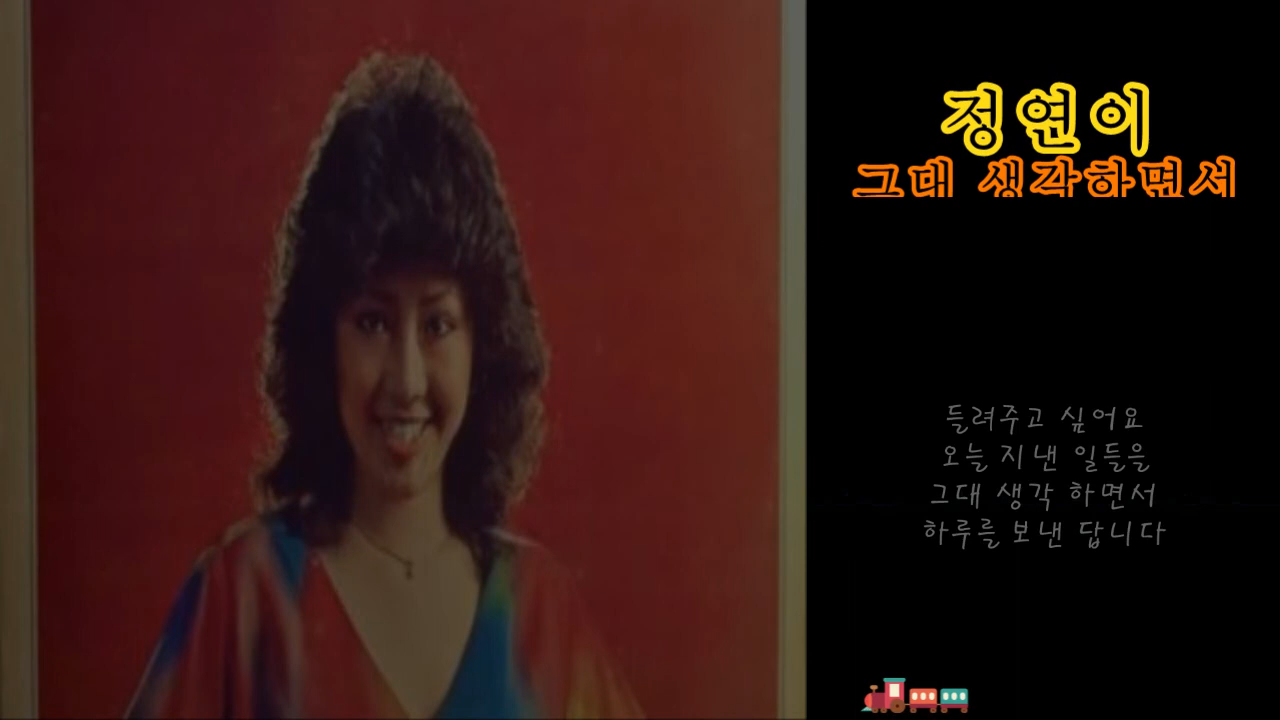 정연이
그대 생각하면서
들려주고 싶어요
오늘 지낸 일들을
그대 생각 하면서
하루를 보낸 답니다